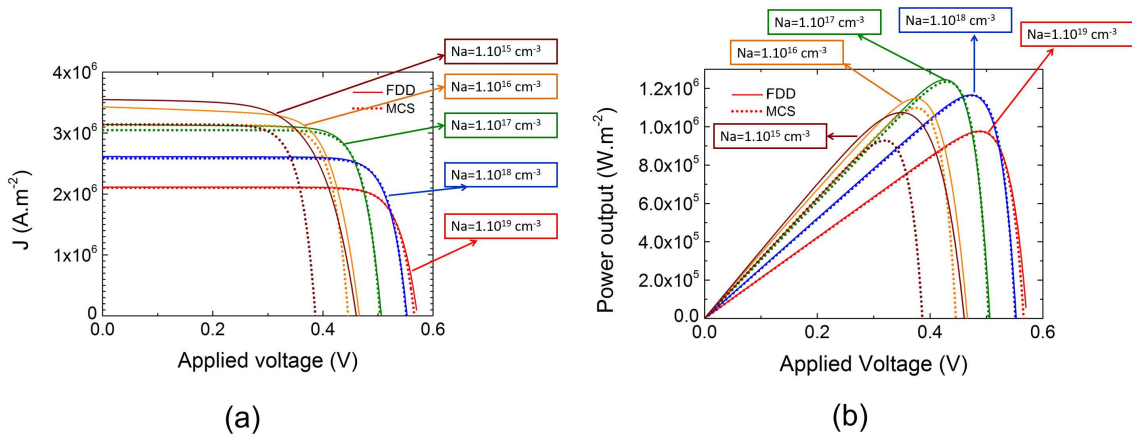 Na=1.10¹⁵ cm⁻³
Na=1.10¹⁶ cm⁻³
Na=1.10¹⁷ cm⁻³
Na=1.10¹⁸ cm⁻³
Na=1.10¹⁹ cm⁻³
FDD
MCS
4x10⁶
3x10⁶
2x10⁶
1x10⁶
0
0.0
0.2
0.4
0.6
J (A.m⁻²)
Applied voltage (V)
(a)
Na=1.10¹⁷ cm⁻³
Na=1.10¹⁸ cm⁻³
Na=1.10¹⁶ cm⁻³
Na=1.10¹⁹ cm⁻³
Na=1.10¹⁵ cm⁻³
FDD
MCS
1.2x10⁶
1.0x10⁶
8.0x10⁵
6.0x10⁵
4.0x10⁵
2.0x10⁵
0.0
0.0
0.2
0.4
0.6
Power output (W.m⁻²)
Applied Voltage (V)
(b)